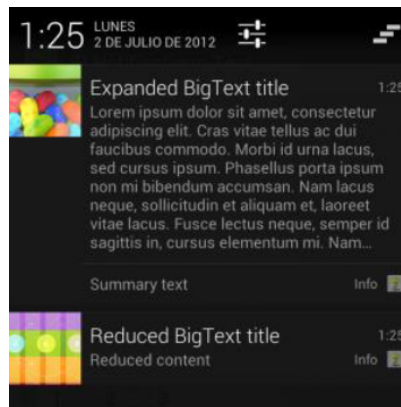 1:25 LUNES
2 DE JULIO DE 2012
Expanded BigText title 1:25
Lorem ipsum dolor sit amet, consectetur
adipiscing elit. Cras vitae tellus ac dui
faucibus commodo. Morbi id urna lacus,
sed cursus ipsum. Phasellus porta ipsum
non mi bibendum accumsan. Nam lacus
neque, sollicitudin et aliquam et, laoreet
vitae lacus. Fusce lectus neque, semper id
sagittis in, cursus elementum mi. Nam...
Summary text Info
Reduced BigText title 1:25
Reduced content Info